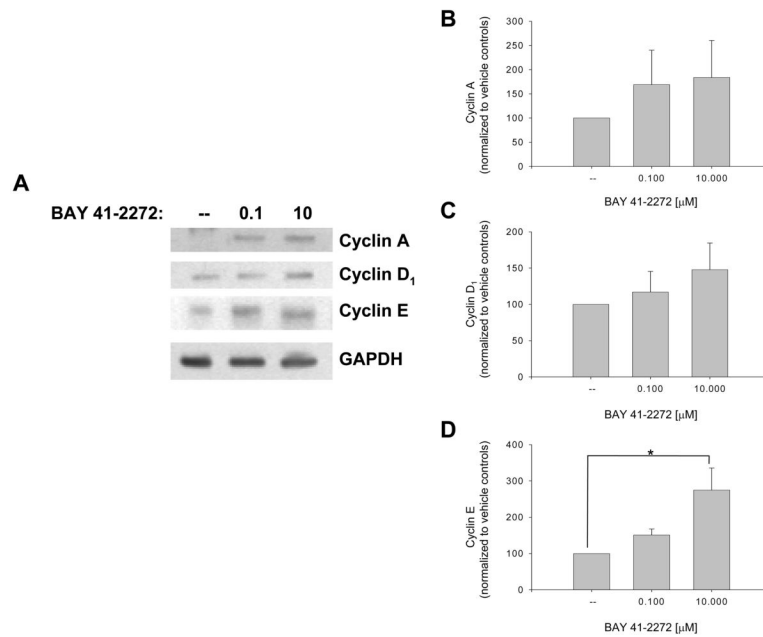 A
BAY 41-2272: -- 0.1 10
Cyclin A
Cyclin D₁
Cyclin E
GAPDH
B
Cyclin A
(normalized to vehicle controls)
300
250
200
150
100
50
0
-- 0.100 10.000
BAY 41-2272 [μM]
C
Cyclin D₁
(normalized to vehicle controls)
200
150
100
50
0
-- 0.100 10.000
BAY 41-2272 [μM]
D
Cyclin E
(normalized to vehicle controls)
400
300
200
100
0
*
-- 0.100 10.000
BAY 41-2272 [μM]